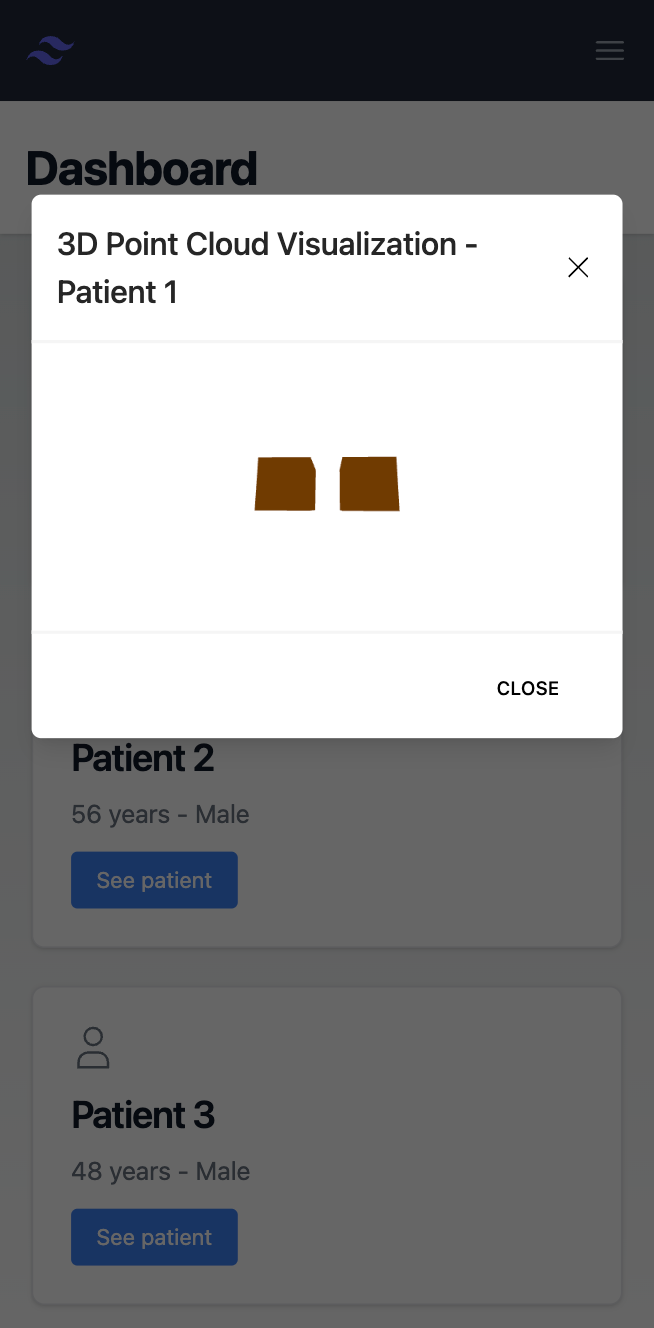 Dashboard
3D Point Cloud Visualization -
Patient 1
CLOSE
Patient 2
56 years - Male
See patient
Patient 3
48 years - Male
See patient